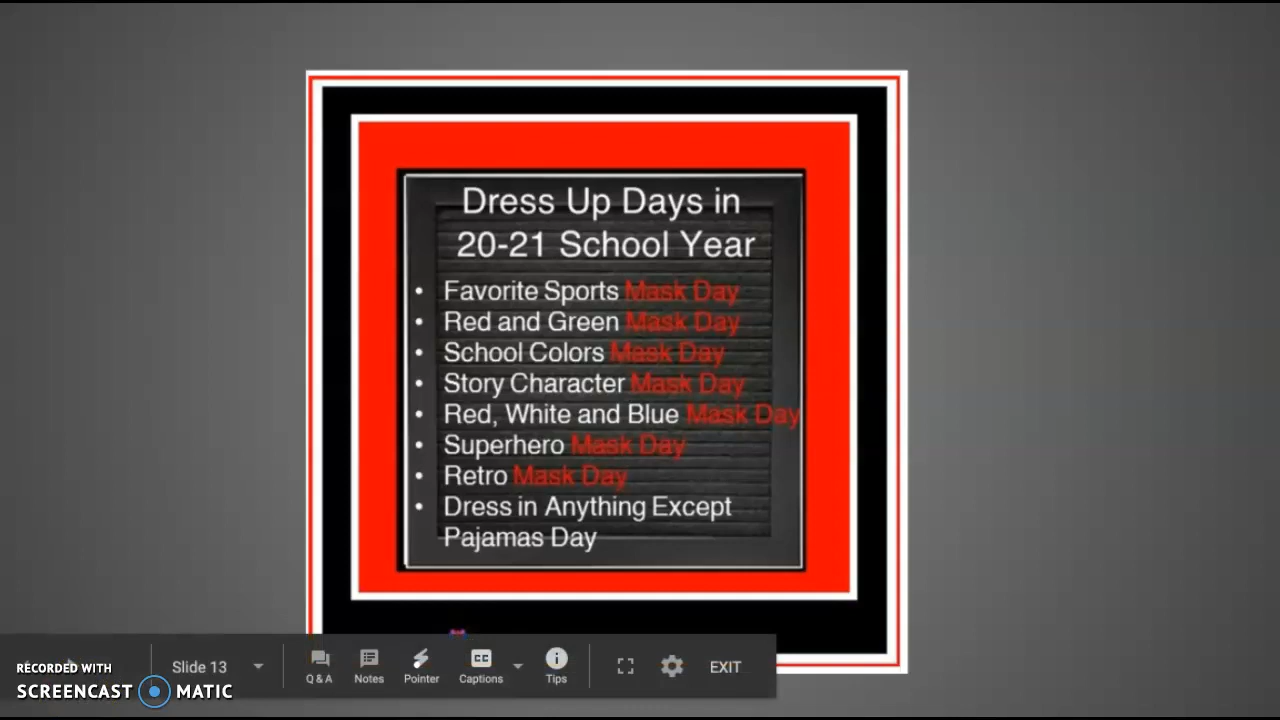 Dress Up Days in
20-21 School Year
• Favorite Sports Mask Day
• Red and Green Mask Day
• School Colors Mask Day
• Story Character Mask Day
• Red, White and Blue Mask Day
• Superhero Mask Day
• Retro Mask Day
• Dress in Anything Except
Pajamas Day
RECORDED WITH
SCREENCAST MATIC
Slide 13
Q & A
Notes
Pointer
CC
Captions
Tips
EXIT